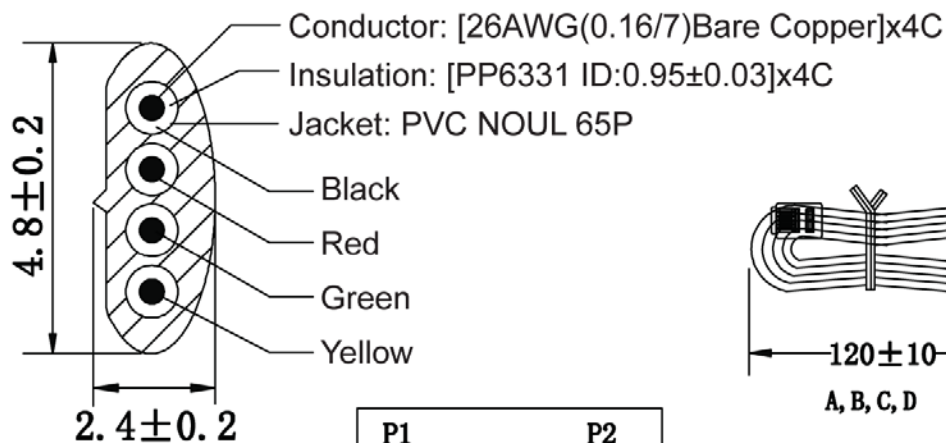 Conductor: [26AWG(0.16/7)Bare Copper]x4C
Insulation: [PP6331 ID:0.95±0.03]x4C
Jacket: PVC NOUL 65P
4.8±0.2
Black
Red
Green
Yellow
120±10
A, B, C, D
2.4±0.2
P1 P2